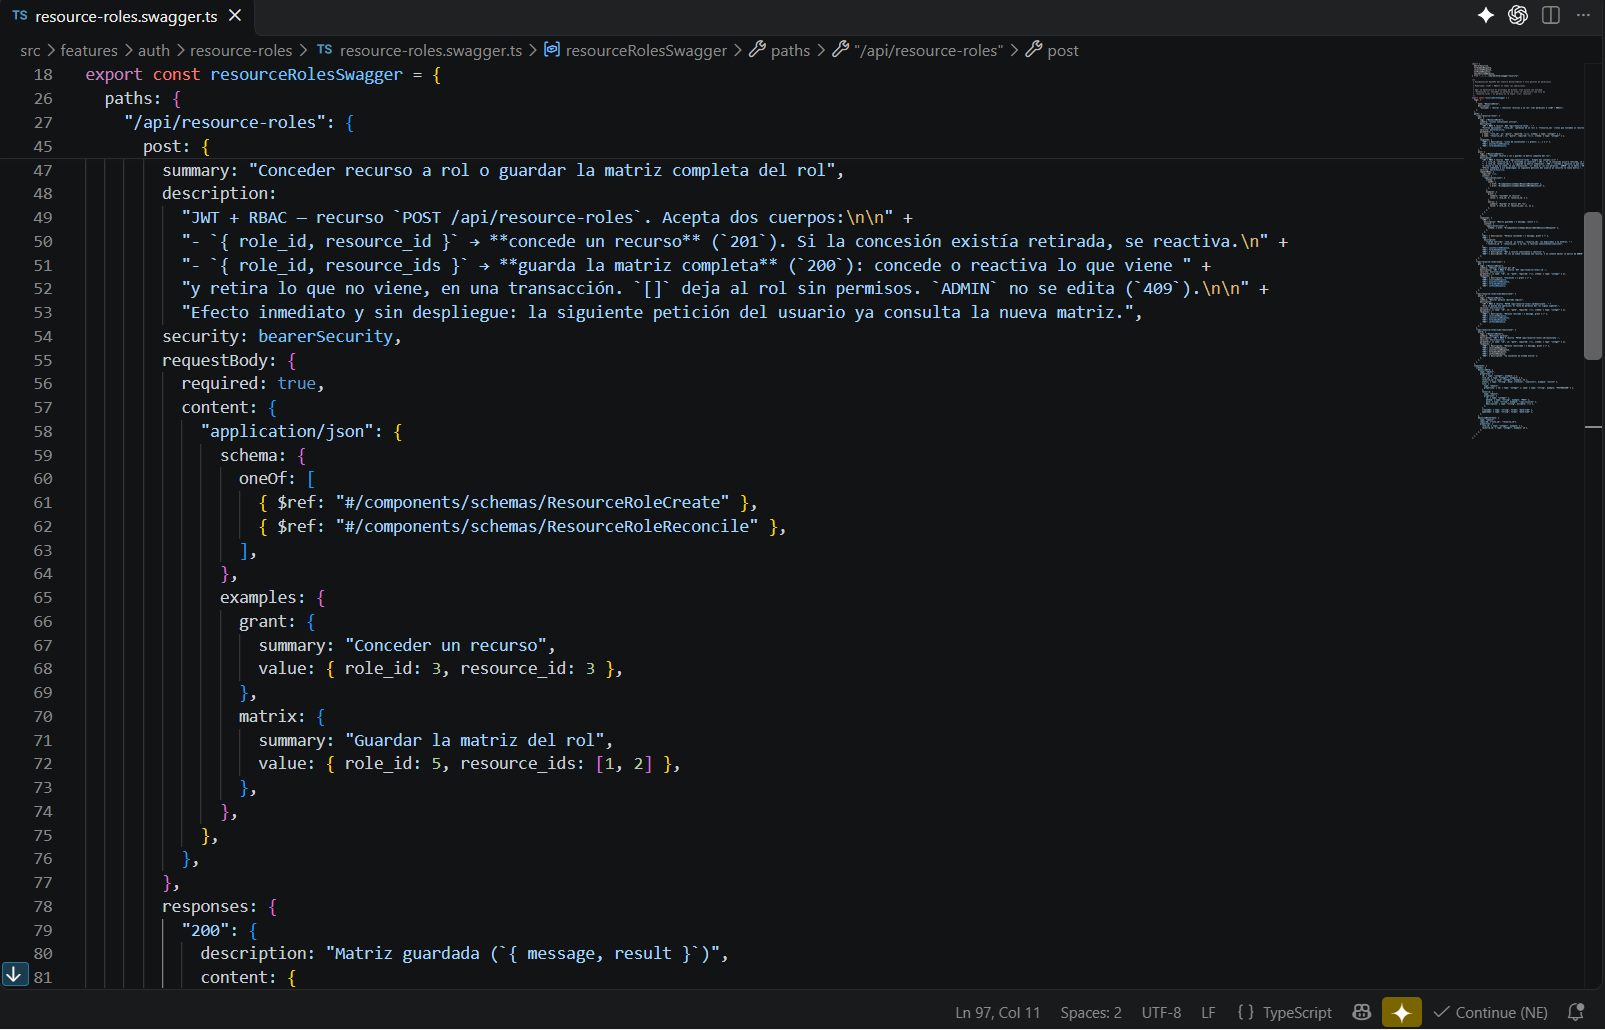 TS resource-roles.swagger.ts
src > features > auth > resource-roles > TS resource-roles.swagger.ts > resourceRolesSwagger > paths > "/api/resource-roles" > post
18 export const resourceRolesSwagger = {
26 paths: {
27 "/api/resource-roles": {
45 post: {
47 summary: "Conceder recurso a rol o guardar la matriz completa del rol",
48 description:
49 "JWT + RBAC — recurso `POST /api/resource-roles`. Acepta dos cuerpos:\n\n" +
50 "- `{ role_id, resource_id }` → **concede un recurso** (`201`). Si la concesión existía retirada, se reactiva.\n" +
51 "- `{ role_id, resource_ids }` → **guarda la matriz completa** (`200`): concede o reactiva lo que viene " +
52 "y retira lo que no viene, en una transacción. `[]` deja al rol sin permisos. `ADMIN` no se edita (`409`).\n\n" +
53 "Efecto inmediato y sin despliegue: la siguiente petición del usuario ya consulta la nueva matriz.",
54 security: bearerSecurity,
55 requestBody: {
56 required: true,
57 content: {
58 "application/json": {
59 schema: {
60 oneOf: [
61 { $ref: "#/components/schemas/ResourceRoleCreate" },
62 { $ref: "#/components/schemas/ResourceRoleReconcile" },
63 ],
64 },
65 examples: {
66 grant: {
67 summary: "Conceder un recurso",
68 value: { role_id: 3, resource_id: 3 },
69 },
70 matrix: {
71 summary: "Guardar la matriz del rol",
72 value: { role_id: 5, resource_ids: [1, 2] },
73 },
74 },
75 },
76 },
77 },
78 responses: {
79 "200": {
80 description: "Matriz guardada (`{ message, result }`)",
81 content: {
Ln 97, Col 11 Spaces: 2 UTF-8 LF { } TypeScript Continue (NE)